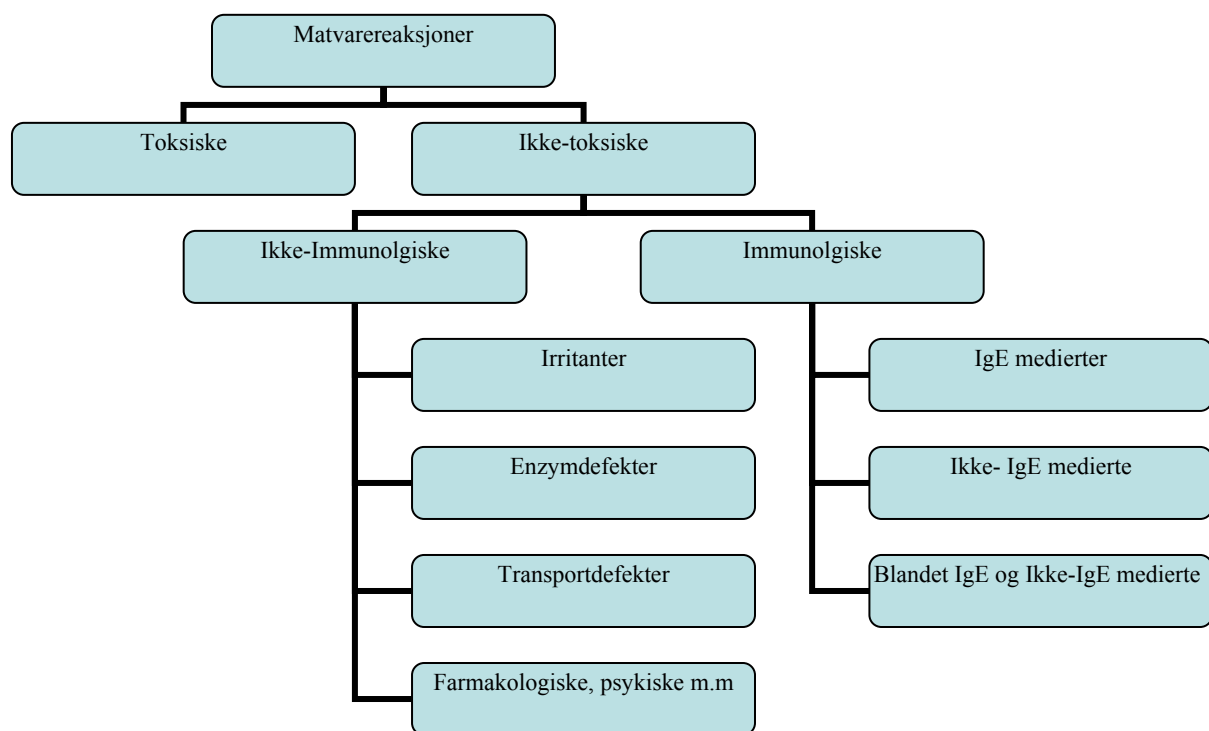 Matvarereaksjoner
Toksiske
Ikke-toksiske
Ikke-Immunolgiske
Immunolgiske
Irritanter
IgE medierter
Enzymdefekter
Ikke- IgE medierte
Transportdefekter
Blandet IgE og Ikke-IgE medierte
Farmakologiske, psykiske m.m